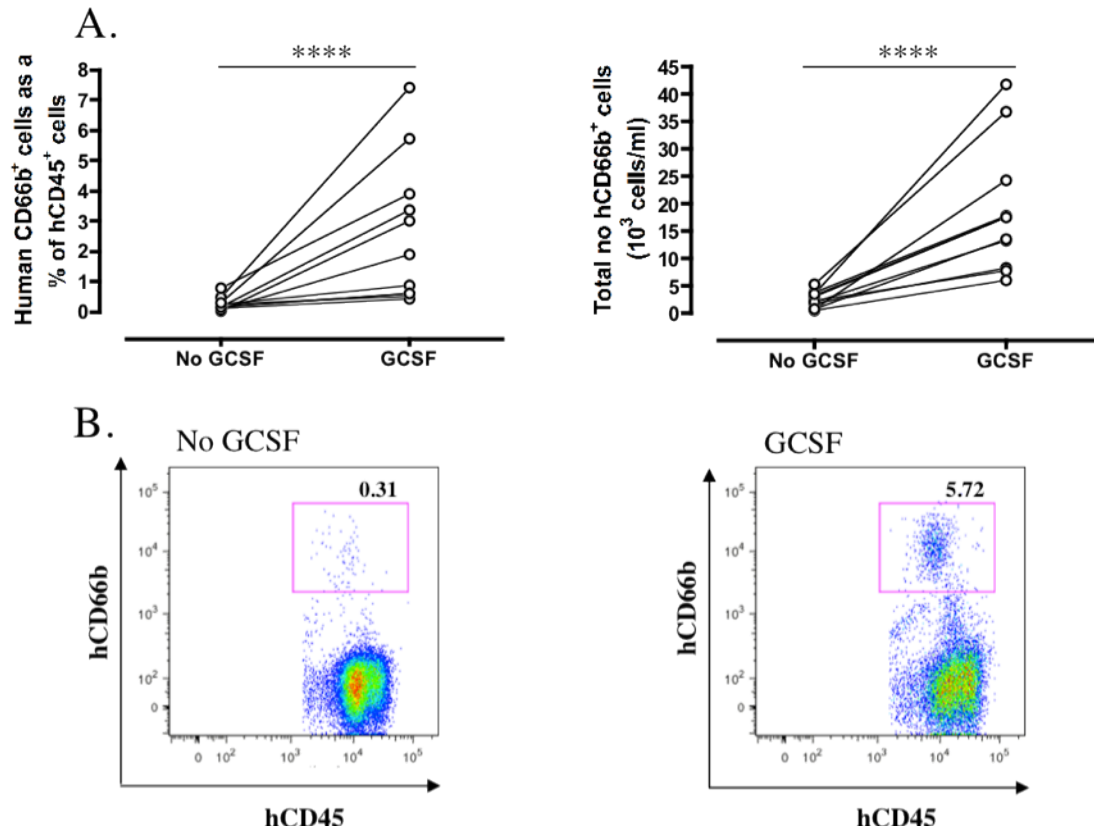 A.
****
Human CD66b⁺ cells as a
% of hCD45⁺ cells
8
7
6
5
4
3
2
1
0
No GCSF
GCSF
****
Total no hCD66b⁺ cells
(10³ cells/ml)
45
40
35
30
25
20
15
10
5
0
No GCSF
GCSF
B.
No GCSF
0.31
hCD66b
10⁵
10⁴
10³
10²
0
0 10² 10³ 10⁴ 10⁵
hCD45
GCSF
5.72
hCD66b
10⁵
10⁴
10³
10²
0
0 10² 10³ 10⁴ 10⁵
hCD45